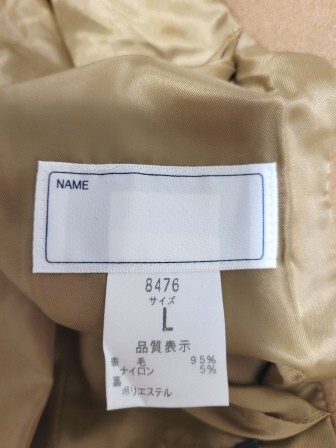 NAME
8476
サイズ
L
品質表示
表 毛 95%
ナイロン 5%
裏
ポリエステル